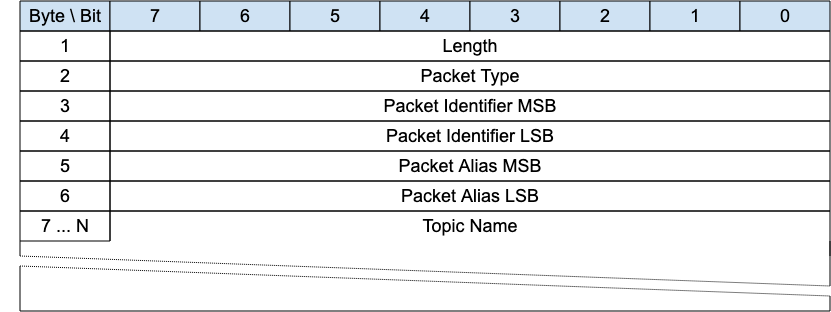 Byte \ Bit 7 6 5 4 3 2 1 0
1 Length
2 Packet Type
3 Packet Identifier MSB
4 Packet Identifier LSB
5 Packet Alias MSB
6 Packet Alias LSB
7 ... N Topic Name